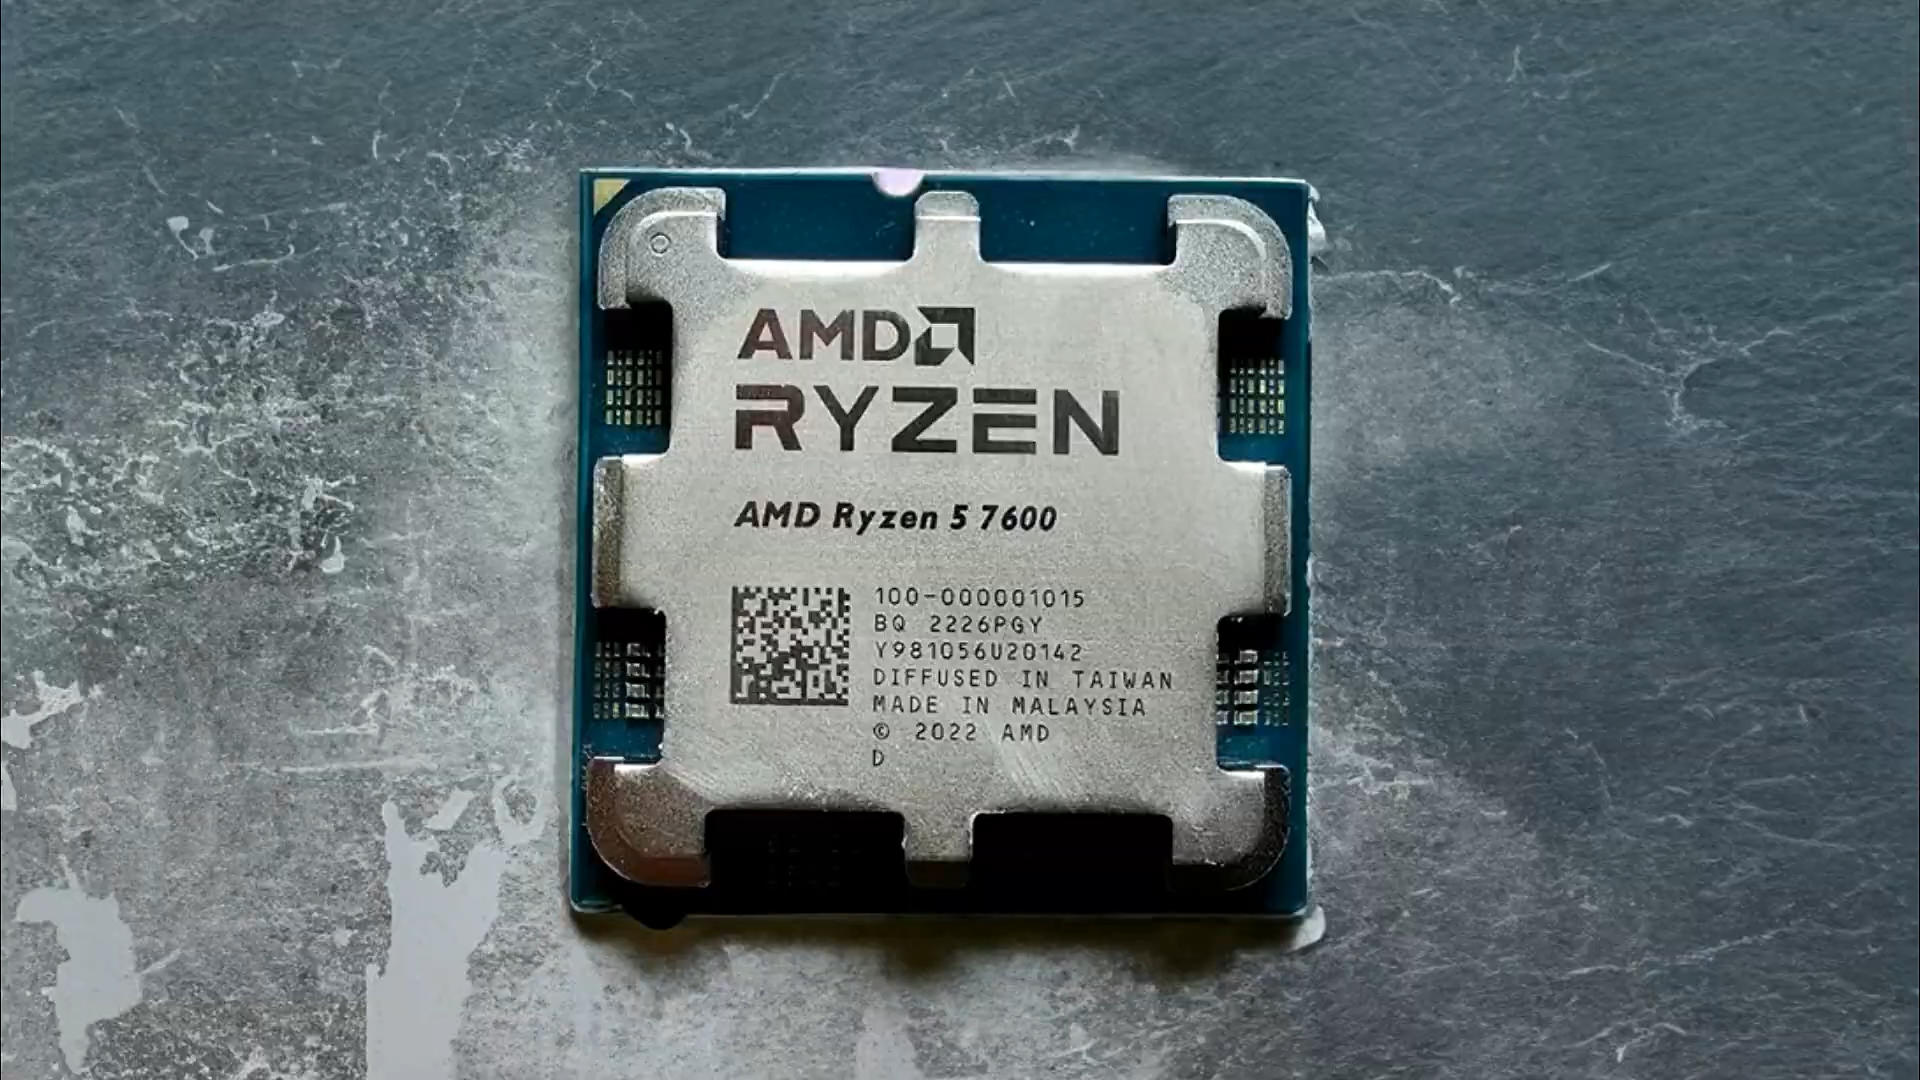 AMD
RYZEN
AMD Ryzen 5 7600
100-000001015
BQ 2226PGY
Y981056U20142
DIFFUSED IN TAIWAN
MADE IN MALAYSIA
© 2022 AMD
D